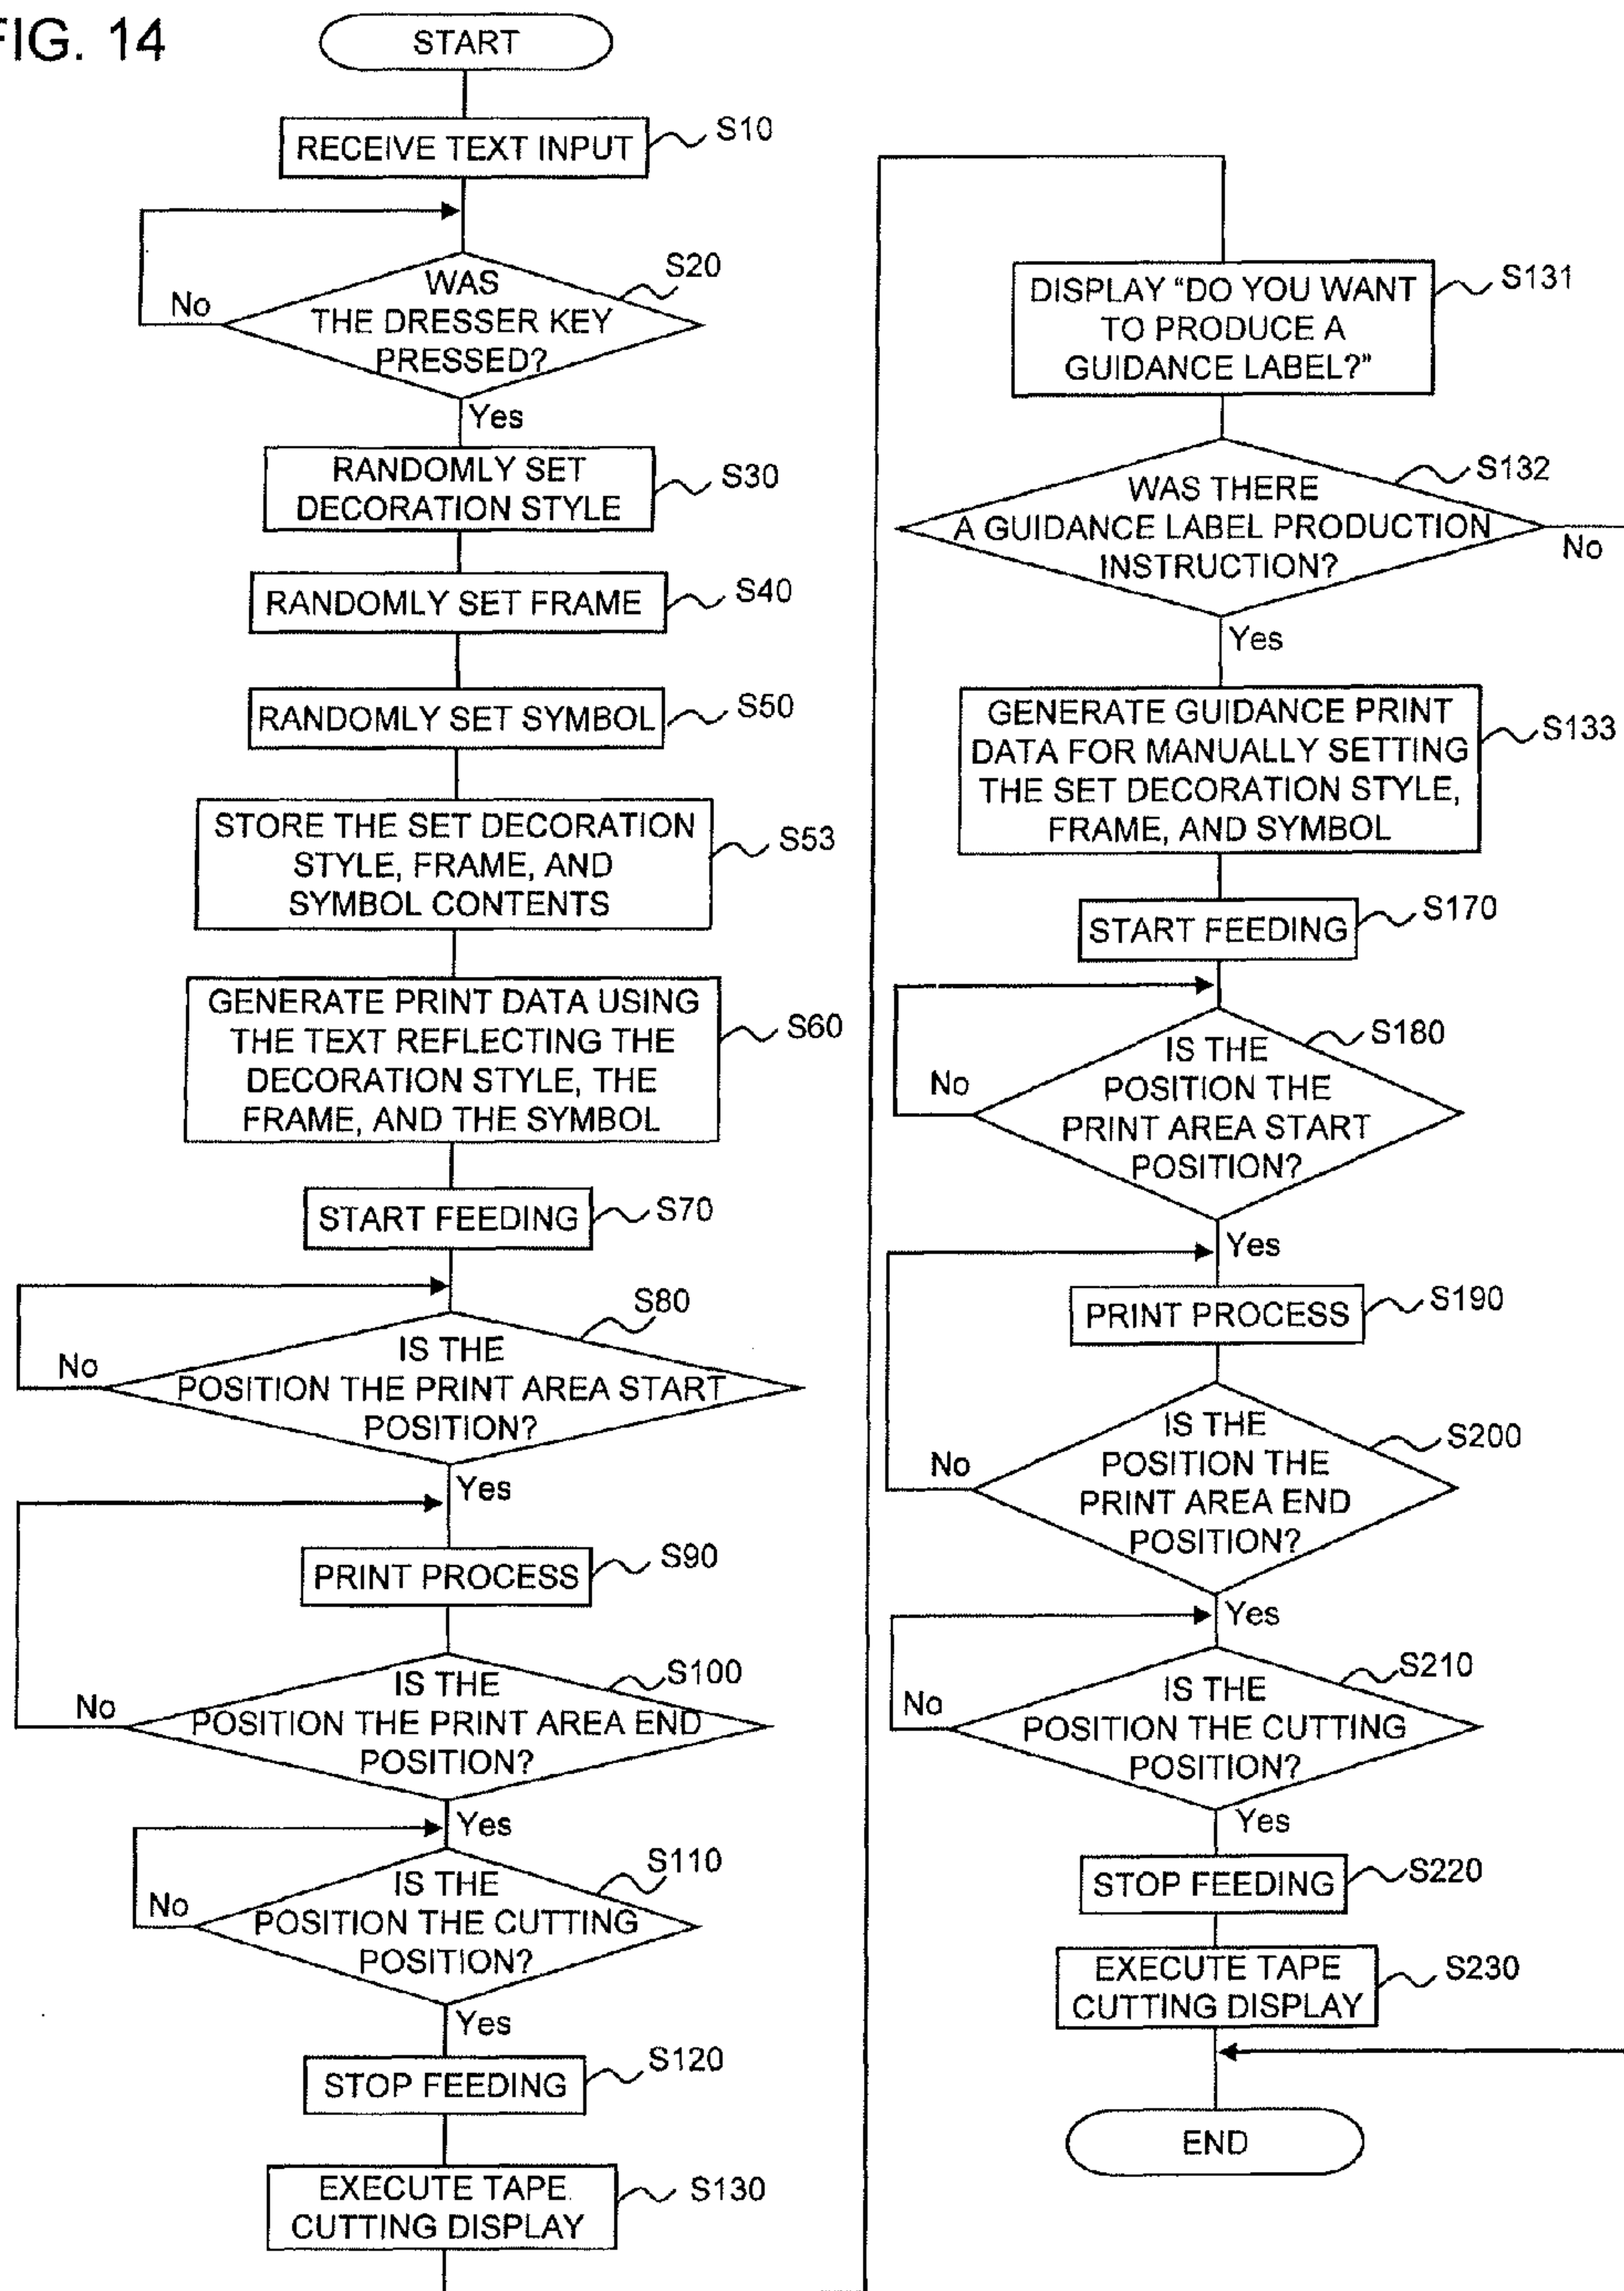 FIG. 14
START
RECEIVE TEXT INPUT
S10
WAS
THE DRESSER KEY
PRESSED?
S20
No
Yes
RANDOMLY SET
DECORATION STYLE
S30
RANDOMLY SET FRAME
S40
RANDOMLY SET SYMBOL
S50
STORE THE SET DECORATION
STYLE, FRAME, AND
SYMBOL CONTENTS
S53
GENERATE PRINT DATA USING
THE TEXT REFLECTING THE
DECORATION STYLE, THE
FRAME, AND THE SYMBOL
S60
START FEEDING
S70
IS THE
POSITION THE PRINT AREA START
POSITION?
S80
No
Yes
PRINT PROCESS
S90
IS THE
POSITION THE PRINT AREA END
POSITION?
S100
No
Yes
IS THE
POSITION THE CUTTING
POSITION?
S110
No
Yes
STOP FEEDING
S120
EXECUTE TAPE
CUTTING DISPLAY
S130
DISPLAY “DO YOU WANT
TO PRODUCE A
GUIDANCE LABEL?”
S131
WAS THERE
A GUIDANCE LABEL PRODUCTION
INSTRUCTION?
S132
No
Yes
GENERATE GUIDANCE PRINT
DATA FOR MANUALLY SETTING
THE SET DECORATION STYLE,
FRAME, AND SYMBOL
S133
START FEEDING
S170
IS THE
POSITION THE
PRINT AREA START
POSITION?
S180
No
Yes
PRINT PROCESS
S190
IS THE
POSITION THE
PRINT AREA END
POSITION?
S200
No
Yes
IS THE
POSITION THE CUTTING
POSITION?
S210
No
Yes
STOP FEEDING
S220
EXECUTE TAPE
CUTTING DISPLAY
S230
END